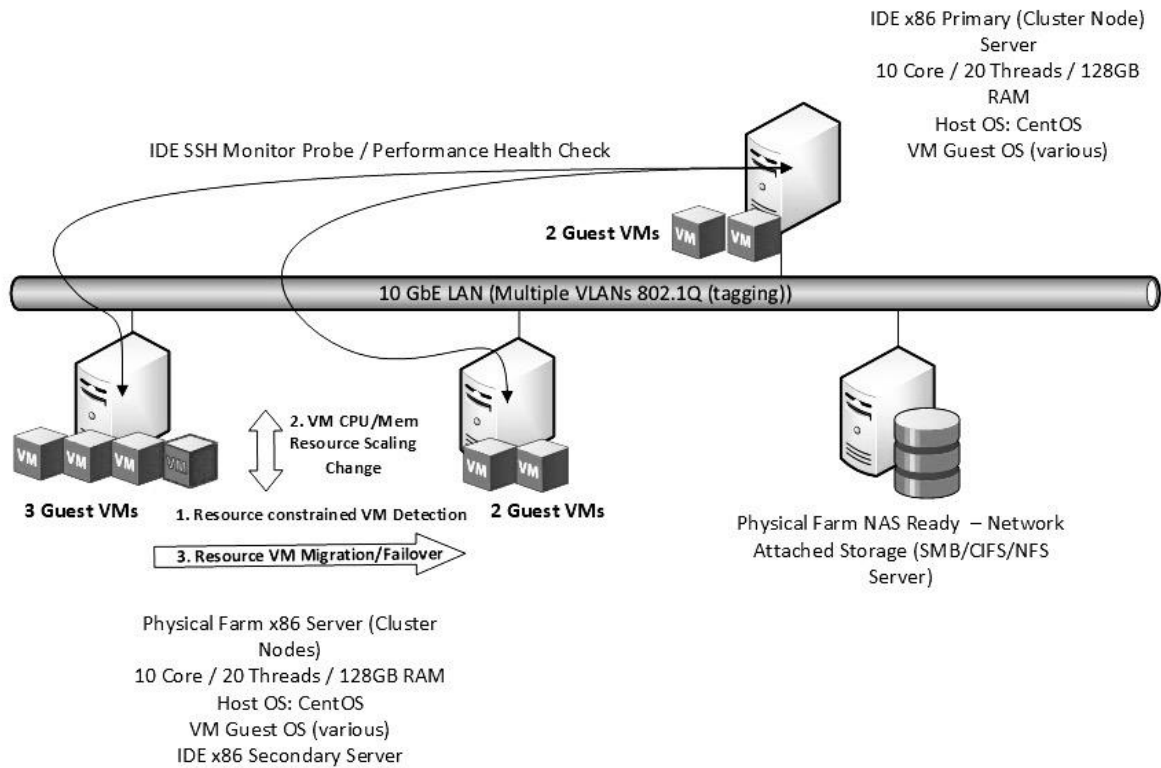 IDE x86 Primary (Cluster Node)
Server
10 Core / 20 Threads / 128GB
RAM
Host OS: CentOS
VM Guest OS (various)
IDE SSH Monitor Probe / Performance Health Check
2 Guest VMs
VM
VM
10 GbE LAN (Multiple VLANs 802.1Q (tagging))
VM
VM
VM
VM
3 Guest VMs
2. VM CPU/Mem
Resource Scaling
Change
VM
VM
2 Guest VMs
1. Resource constrained VM Detection
3. Resource VM Migration/Failover
Physical Farm NAS Ready – Network
Attached Storage (SMB/CIFS/NFS
Server)
Physical Farm x86 Server (Cluster
Nodes)
10 Core / 20 Threads / 128GB RAM
Host OS: CentOS
VM Guest OS (various)
IDE x86 Secondary Server